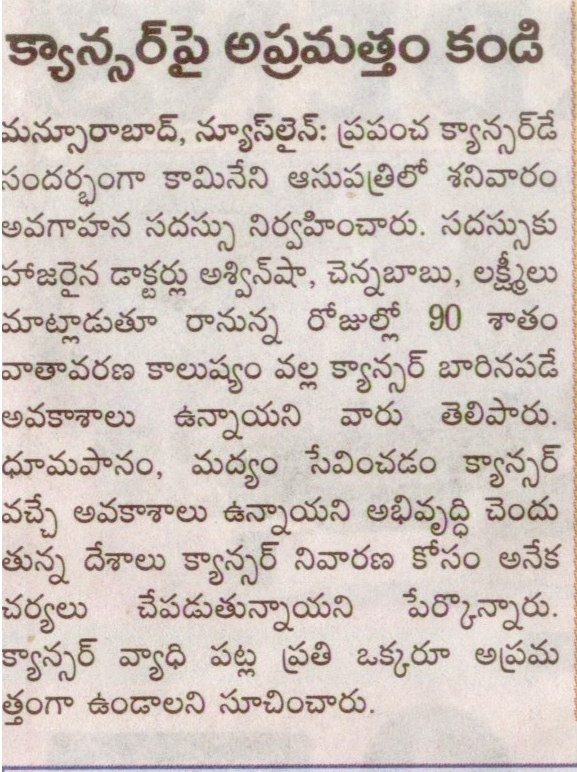 క్యాన్సర్‌పై అప్రమత్తం కండి
మన్సూరాబాద్, న్యూస్‌లైన్: ప్రపంచ క్యాన్సర్‌డే
సందర్భంగా కామినేని ఆసుపత్రిలో శనివారం
అవగాహన సదస్సు నిర్వహించారు. సదస్సుకు
హాజరైన డాక్టర్లు అశ్విన్‌షా, చెన్నబాబు, లక్ష్మీలు
మాట్లాడుతూ రానున్న రోజుల్లో 90 శాతం
వాతావరణ కాలుష్యం వల్ల క్యాన్సర్ బారినపడే
అవకాశాలు ఉన్నాయని వారు తెలిపారు.
ధూమపానం, మద్యం సేవించడం క్యాన్సర్
వచ్చే అవకాశాలు ఉన్నాయని అభివృద్ధి చెందు
తున్న దేశాలు క్యాన్సర్ నివారణ కోసం అనేక
చర్యలు చేపడుతున్నాయని పేర్కొన్నారు.
క్యాన్సర్ వ్యాధి పట్ల ప్రతి ఒక్కరూ అప్రమ
త్తంగా ఉండాలని సూచించారు.